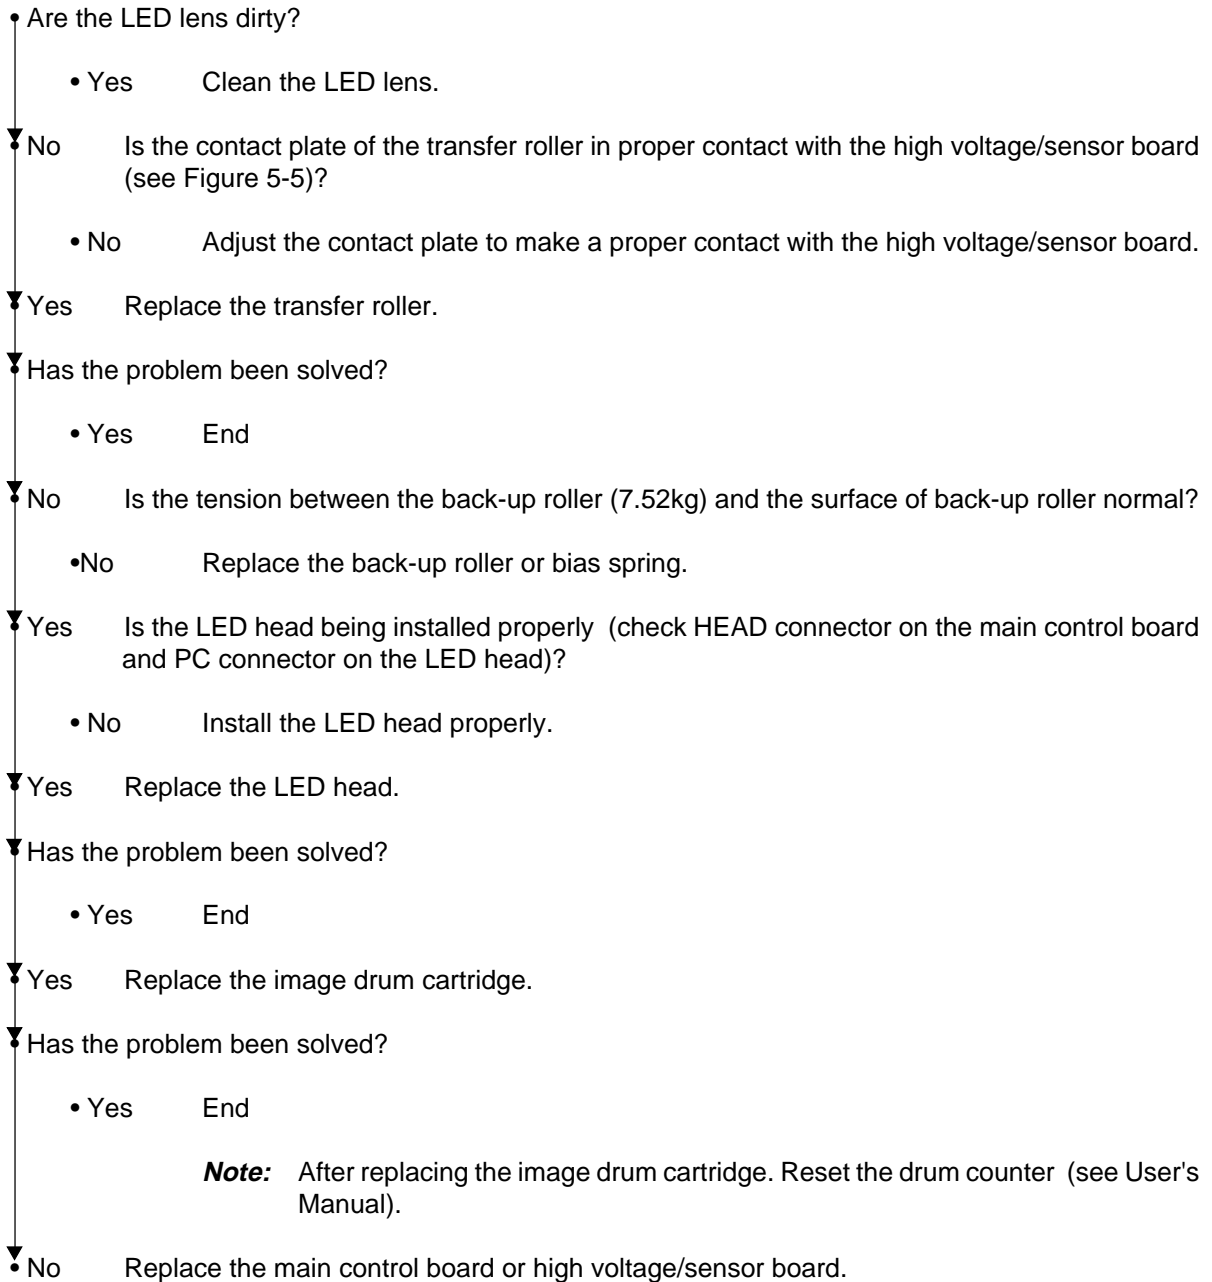 • Are the LED lens dirty?
• Yes Clean the LED lens.
• No Is the contact plate of the transfer roller in proper contact with the high voltage/sensor board
(see Figure 5-5)?
• No Adjust the contact plate to make a proper contact with the high voltage/sensor board.
• Yes Replace the transfer roller.
• Has the problem been solved?
• Yes End
• No Is the tension between the back-up roller (7.52kg) and the surface of back-up roller normal?
•No Replace the back-up roller or bias spring.
• Yes Is the LED head being installed properly (check HEAD connector on the main control board
and PC connector on the LED head)?
• No Install the LED head properly.
• Yes Replace the LED head.
• Has the problem been solved?
• Yes End
• Yes Replace the image drum cartridge.
• Has the problem been solved?
• Yes End
Note: After replacing the image drum cartridge. Reset the drum counter (see User's
Manual).
• No Replace the main control board or high voltage/sensor board.